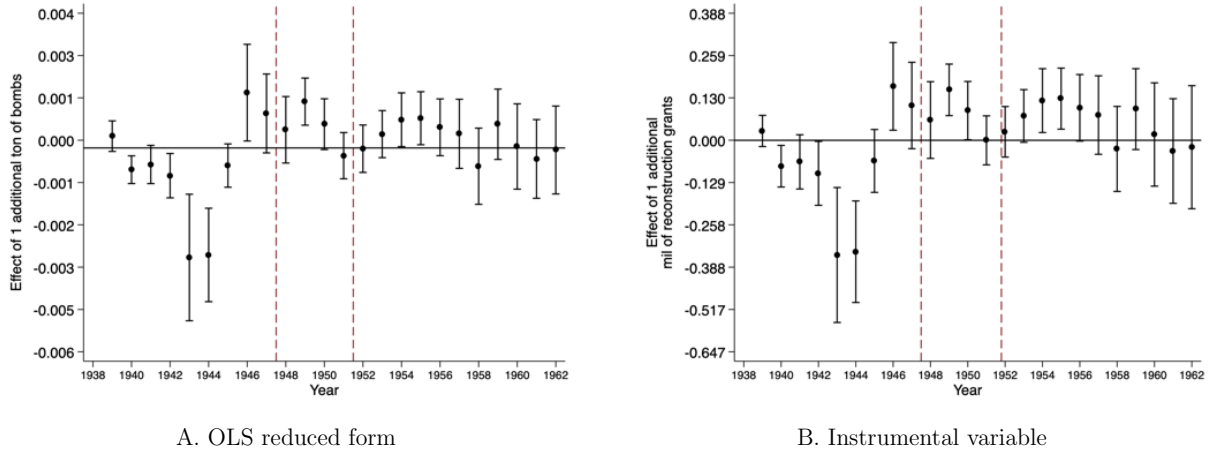 Effect of 1 additional ton of bombs
0.004
0.003
0.001
0.000
-0.001
-0.002
-0.003
-0.005
-0.006
1938 1940 1942 1944 1946 1948 1950 1952 1954 1956 1958 1960 1962
Year
A. OLS reduced form
Effect of 1 additional
mil of reconstruction grants
0.388
0.259
0.130
0.000
-0.129
-0.258
-0.388
-0.517
-0.647
1938 1940 1942 1944 1946 1948 1950 1952 1954 1956 1958 1960 1962
Year
B. Instrumental variable